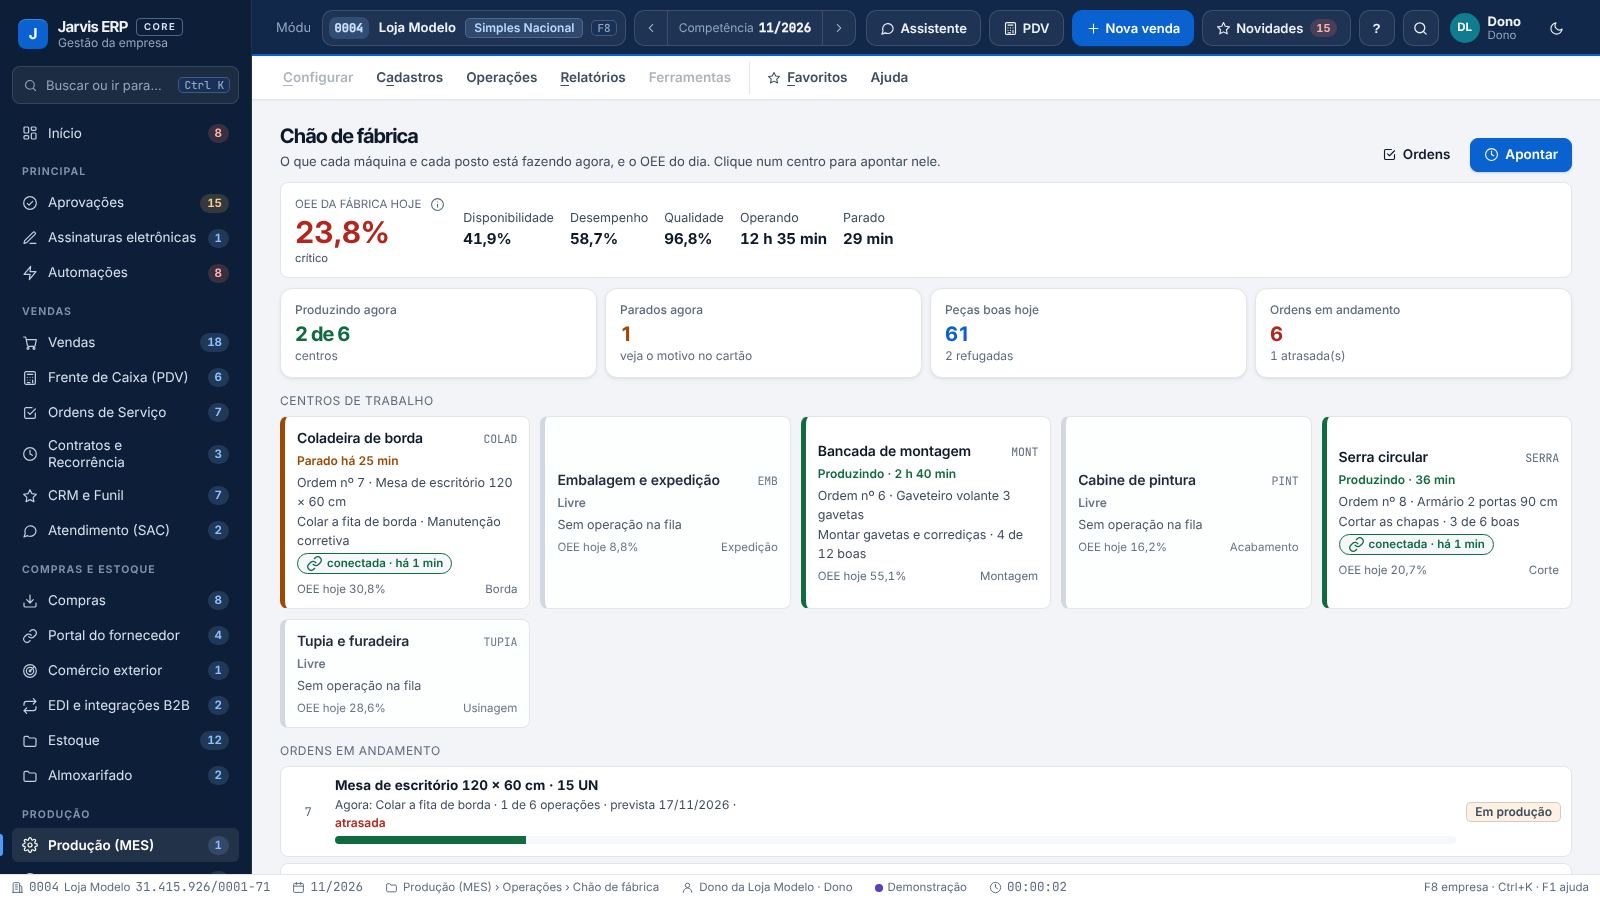 J
Jarvis ERP CORE
Gestão da empresa
Buscar ou ir para... Ctrl K
Início 8
PRINCIPAL
Aprovações 15
Assinaturas eletrônicas 1
Automações 8
VENDAS
Vendas 18
Frente de Caixa (PDV) 6
Ordens de Serviço 7
Contratos e
Recorrência 3
CRM e Funil 7
Atendimento (SAC) 2
COMPRAS E ESTOQUE
Compras 8
Portal do fornecedor 4
Comércio exterior 1
EDI e integrações B2B 2
Estoque 12
Almoxarifado 2
PRODUÇÃO
Produção (MES) 1
Módu 0004 Loja Modelo Simples Nacional F8 Competência 11/2026 Assistente PDV Nova venda Novidades 15 ? DL Dono
Dono
Configurar Cadastros Operações Relatórios Ferramentas Favoritos Ajuda
Chão de fábrica
O que cada máquina e cada posto está fazendo agora, e o OEE do dia. Clique num centro para apontar nele.
Ordens Apontar
OEE DA FÁBRICA HOJE
23,8%
crítico
Disponibilidade
41,9%
Desempenho
58,7%
Qualidade
96,8%
Operando
12 h 35 min
Parado
29 min
Produzindo agora
2 de 6
centros
Parados agora
1
veja o motivo no cartão
Peças boas hoje
61
2 refugadas
Ordens em andamento
6
1 atrasada(s)
CENTROS DE TRABALHO
Coladeira de borda COLAD
Parado há 25 min
Ordem nº 7 · Mesa de escritório 120
× 60 cm
Colar a fita de borda · Manutenção
corretiva
conectada · há 1 min
OEE hoje 30,8% Borda
Embalagem e expedição EMB
Livre
Sem operação na fila
OEE hoje 8,8% Expedição
Bancada de montagem MONT
Produzindo · 2 h 40 min
Ordem nº 6 · Gaveteiro volante 3
gavetas
Montar gavetas e corrediças · 4 de
12 boas
OEE hoje 55,1% Montagem
Cabine de pintura PINT
Livre
Sem operação na fila
OEE hoje 16,2% Acabamento
Serra circular SERRA
Produzindo · 36 min
Ordem nº 8 · Armário 2 portas 90 cm
Cortar as chapas · 3 de 6 boas
conectada · há 1 min
OEE hoje 20,7% Corte
Tupia e furadeira TUPIA
Livre
Sem operação na fila
OEE hoje 28,6% Usinagem
ORDENS EM ANDAMENTO
7
Mesa de escritório 120 × 60 cm · 15 UN
Agora: Colar a fita de borda · 1 de 6 operações · prevista 17/11/2026 ·
atrasada
Em produção
0004 Loja Modelo 31.415.926/0001-71 11/2026 Produção (MES) › Operações › Chão de fábrica Dono da Loja Modelo · Dono Demonstração 00:00:02 F8 empresa · Ctrl+K · F1 ajuda